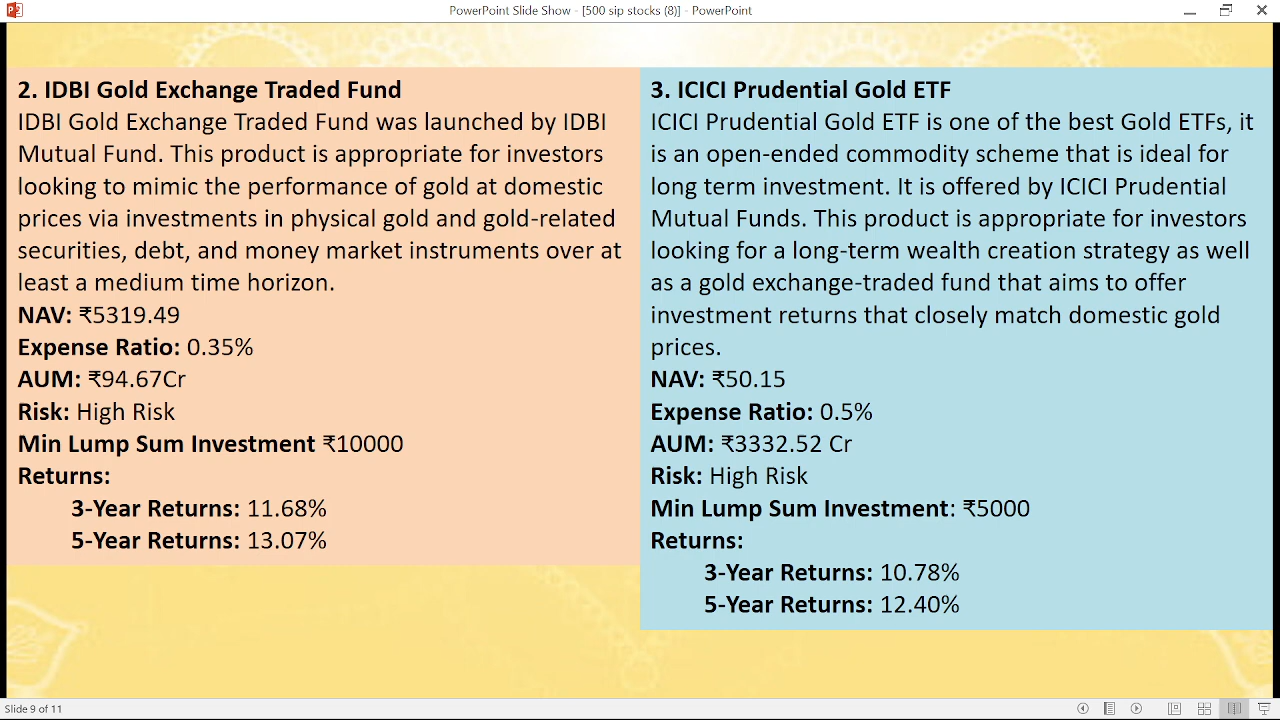 PowerPoint Slide Show - [500 sip stocks (8)] - PowerPoint
2. IDBI Gold Exchange Traded Fund
IDBI Gold Exchange Traded Fund was launched by IDBI
Mutual Fund. This product is appropriate for investors
looking to mimic the performance of gold at domestic
prices via investments in physical gold and gold-related
securities, debt, and money market instruments over at
least a medium time horizon.
NAV: ₹5319.49
Expense Ratio: 0.35%
AUM: ₹94.67Cr
Risk: High Risk
Min Lump Sum Investment ₹10000
Returns:
3-Year Returns: 11.68%
5-Year Returns: 13.07%
3. ICICI Prudential Gold ETF
ICICI Prudential Gold ETF is one of the best Gold ETFs, it
is an open-ended commodity scheme that is ideal for
long term investment. It is offered by ICICI Prudential
Mutual Funds. This product is appropriate for investors
looking for a long-term wealth creation strategy as well
as a gold exchange-traded fund that aims to offer
investment returns that closely match domestic gold
prices.
NAV: ₹50.15
Expense Ratio: 0.5%
AUM: ₹3332.52 Cr
Risk: High Risk
Min Lump Sum Investment: ₹5000
Returns:
3-Year Returns: 10.78%
5-Year Returns: 12.40%
Slide 9 of 11